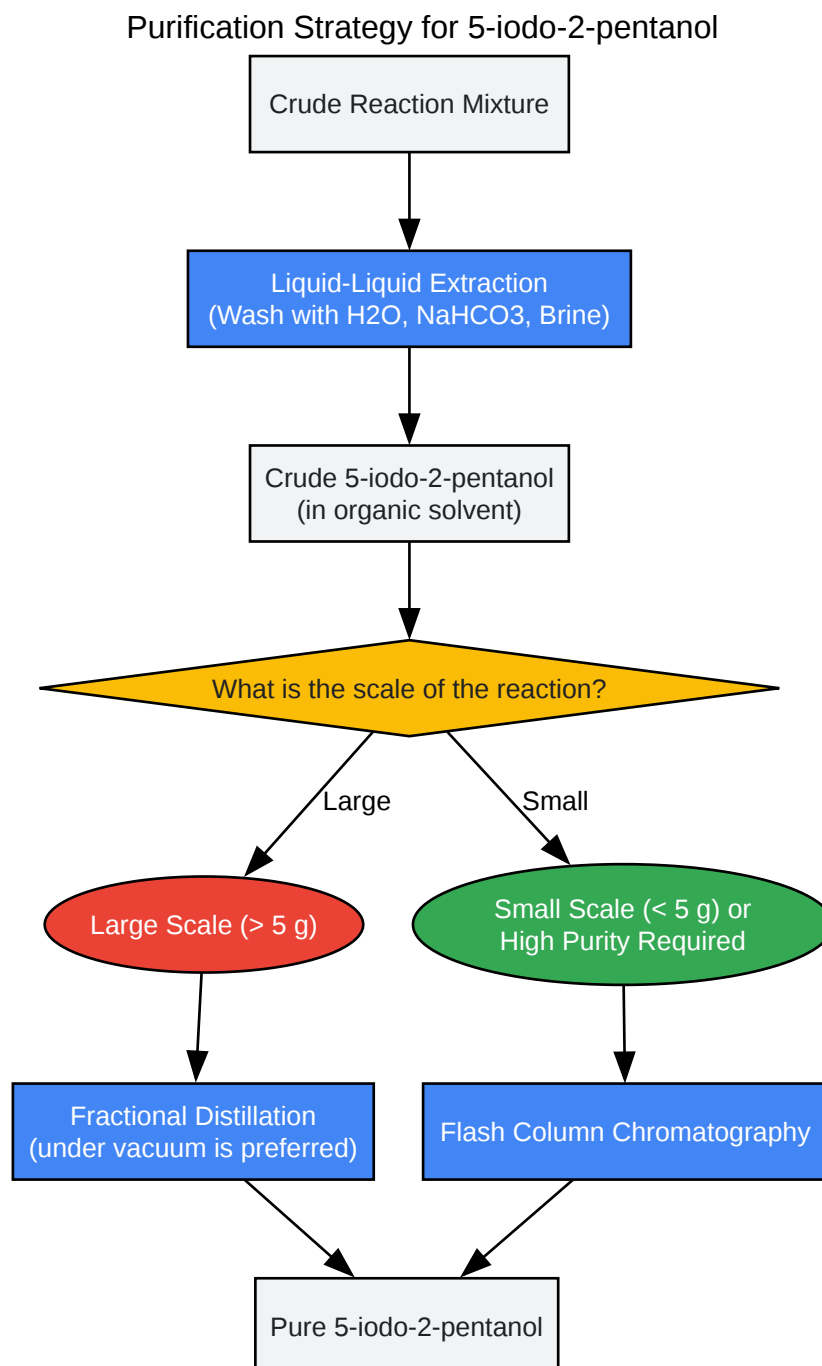 Purification Strategy for 5-iodo-2-pentanol
Crude Reaction Mixture
Liquid-Liquid Extraction
(Wash with H2O, NaHCO3, Brine)
Crude 5-iodo-2-pentanol
(in organic solvent)
What is the scale of the reaction?
Large
Small
Large Scale (> 5 g)
Small Scale (< 5 g) or
High Purity Required
Fractional Distillation
(under vacuum is preferred)
Flash Column Chromatography
Pure 5-iodo-2-pentanol